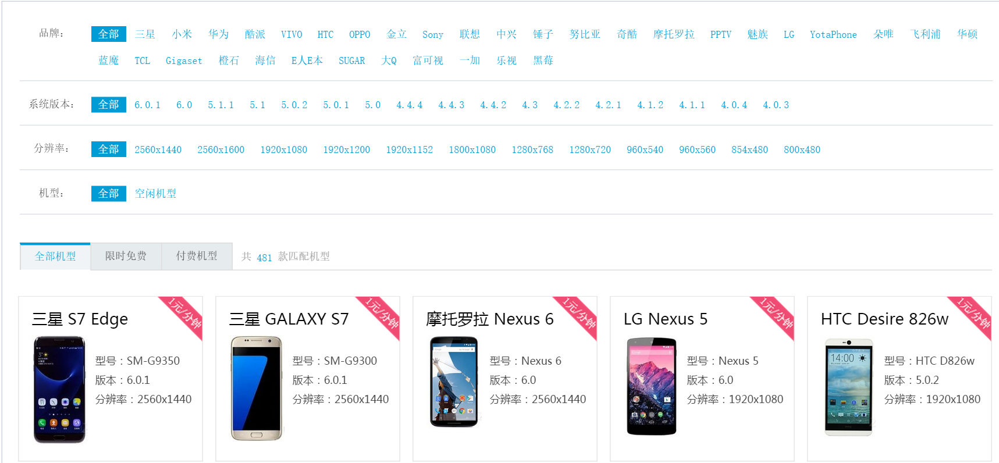 品牌： 全部 三星 小米 华为 酷派 VIVO HTC OPPO 金立 Sony 联想 中兴 锤子 努比亚 奇酷 摩托罗拉 PPTV 魅族 LG YotaPhone 朵唯 飞利浦 华硕
蓝魔 TCL Gigaset 橙石 海信 E人E本 SUGAR 大Q 富可视 一加 乐视 黑莓
系统版本： 全部 6.0.1 6.0 5.1.1 5.1 5.0.2 5.0.1 5.0 4.4.4 4.4.3 4.4.2 4.3 4.2.2 4.2.1 4.1.2 4.1.1 4.0.4 4.0.3
分辨率： 全部 2560x1440 2560x1600 1920x1080 1920x1200 1920x1152 1800x1080 1280x768 1280x720 960x540 960x560 854x480 800x480
机型： 全部 空闲机型
全部机型 限时免费 付费机型 共 481 款匹配机型
三星 S7 Edge
1元/分钟
型号：SM-G9350
版本：6.0.1
分辨率：2560x1440
三星 GALAXY S7
1元/分钟
型号：SM-G9300
版本：6.0.1
分辨率：2560x1440
摩托罗拉 Nexus 6
1元/分钟
型号：Nexus 6
版本：6.0
分辨率：2560x1440
LG Nexus 5
1元/分钟
型号：Nexus 5
版本：6.0
分辨率：1920x1080
HTC Desire 826w
1元/分钟
14:00
型号：HTC D826w
版本：5.0.2
分辨率：1920x1080